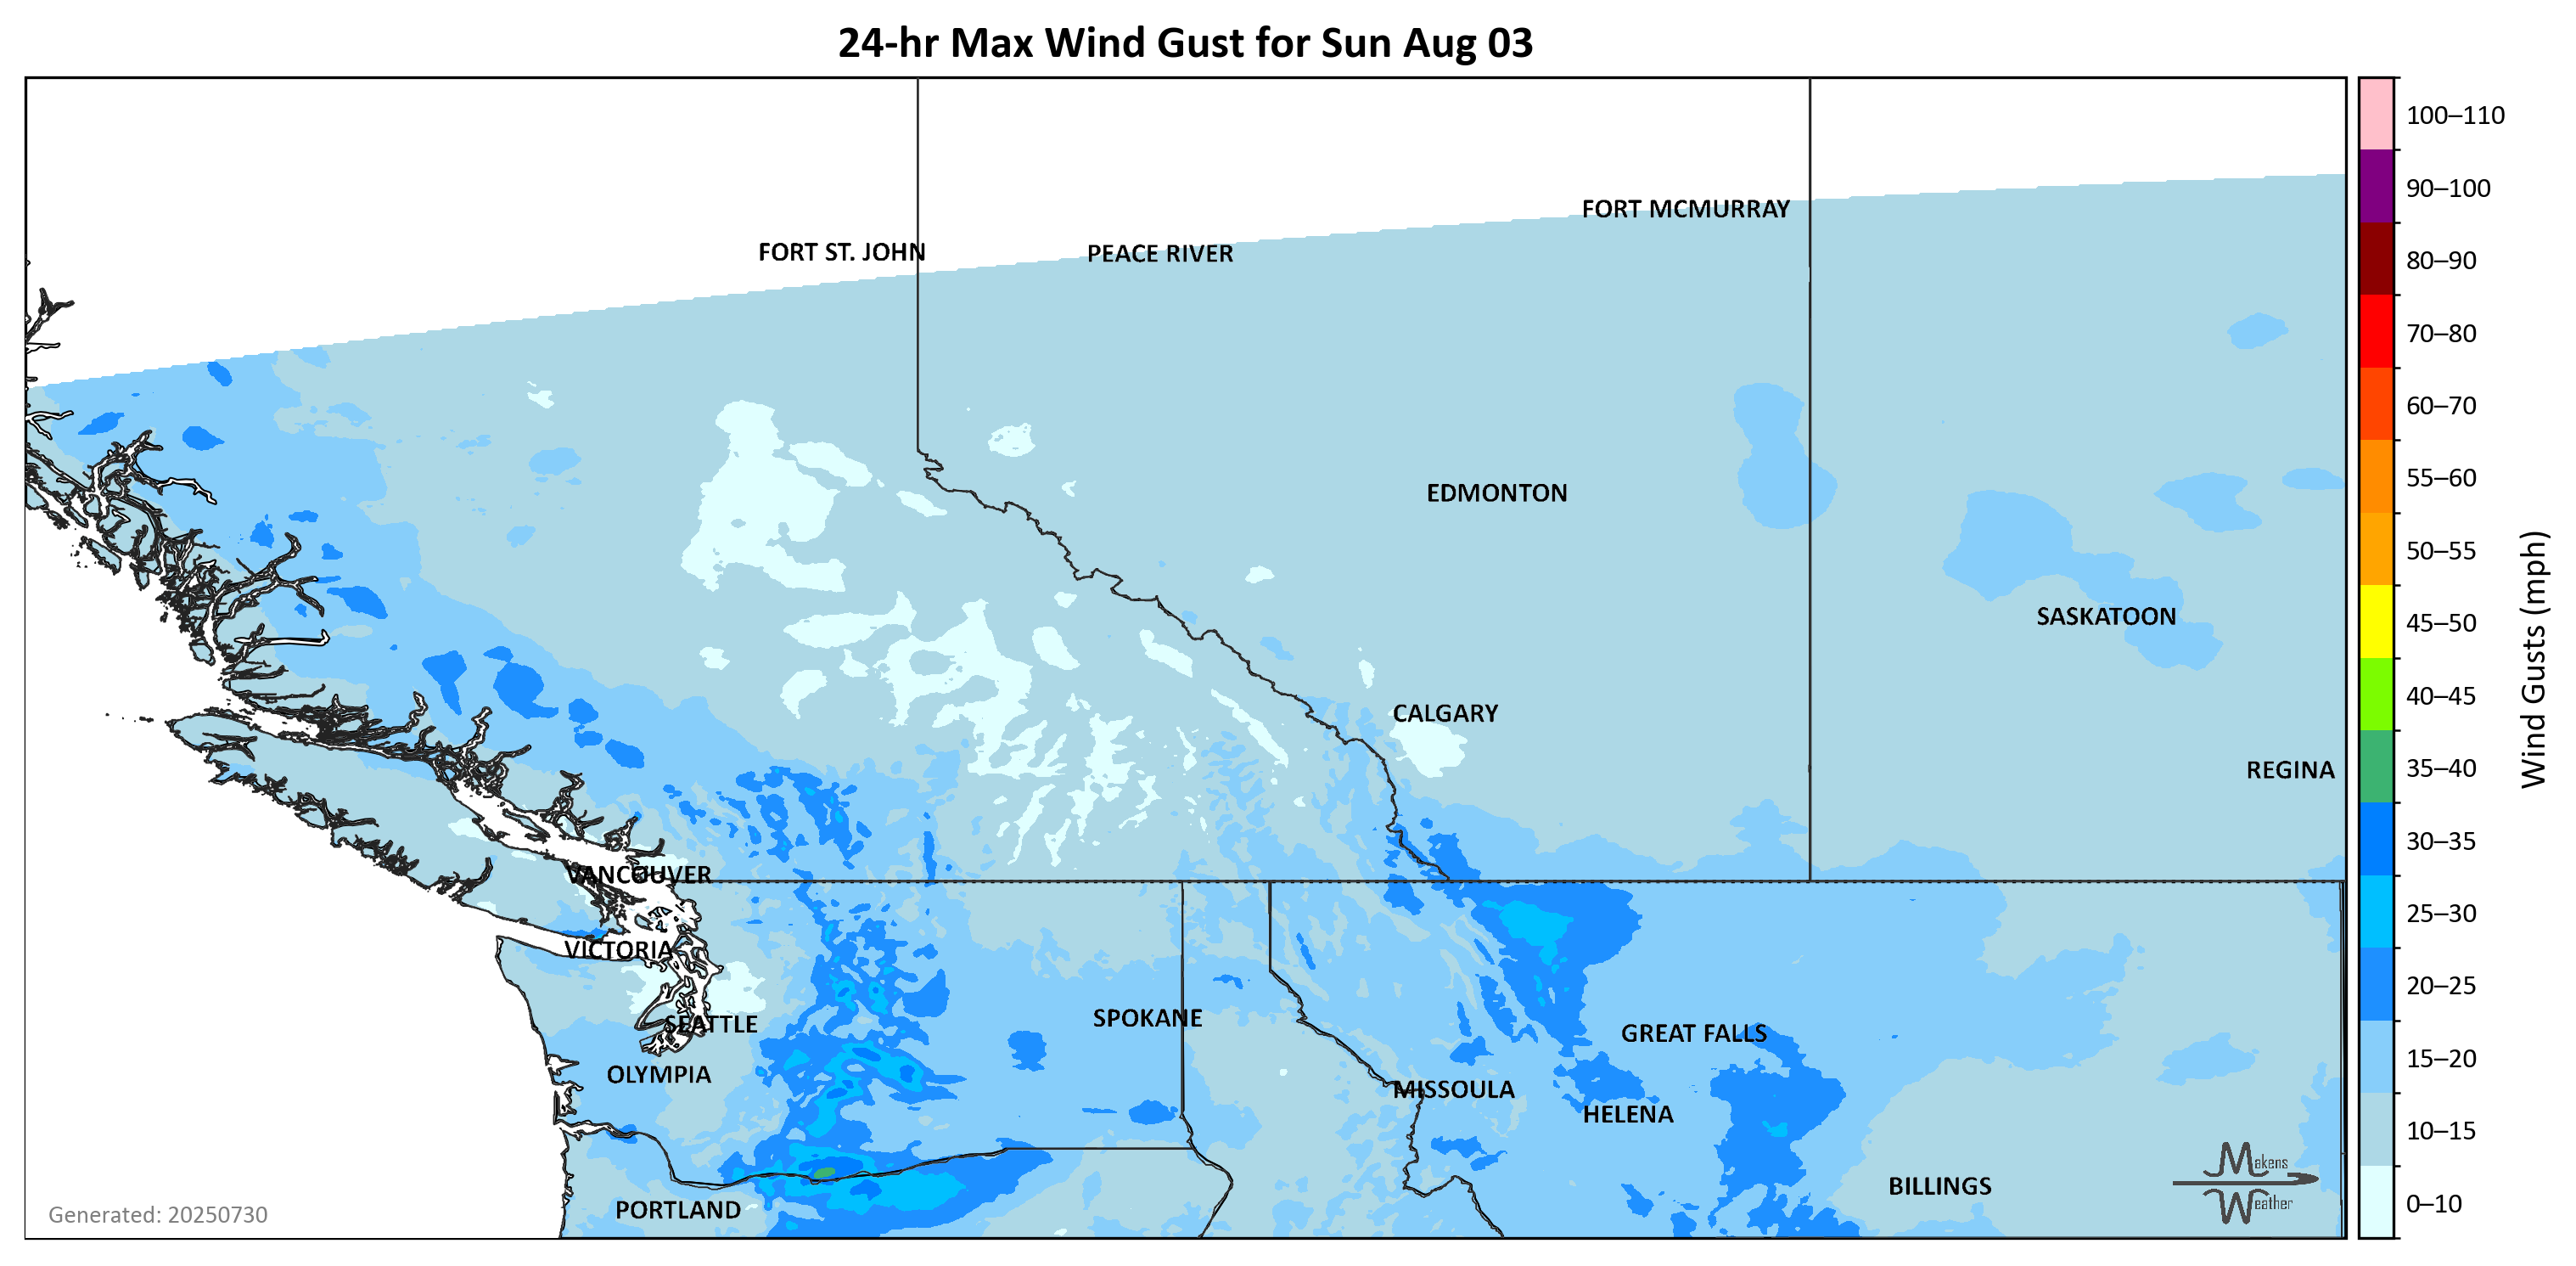 24-hr Max Wind Gust for Sun Aug 03
FORT MCMURRAY
FORT ST. JOHN
PEACE RIVER
EDMONTON
SASKATOON
CALGARY
REGINA
VANCOUVER
VICTORIA
SEATTLE
SPOKANE
GREAT FALLS
OLYMPIA
MISSOULA
HELENA
BILLINGS
PORTLAND
Makens
Weather
Generated: 20250730
100–110
90–100
80–90
70–80
60–70
55–60
50–55
45–50
40–45
35–40
30–35
25–30
20–25
15–20
10–15
0–10
Wind Gusts (mph)